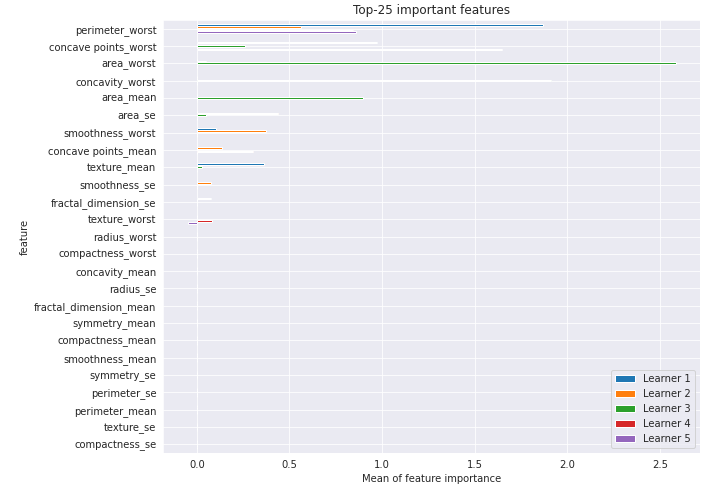 Top-25 important features
perimeter_worst
concave points_worst
area_worst
concavity_worst
area_mean
area_se
smoothness_worst
concave points_mean
texture_mean
smoothness_se
fractal_dimension_se
texture_worst
radius_worst
compactness_worst
concavity_mean
radius_se
fractal_dimension_mean
symmetry_mean
compactness_mean
smoothness_mean
symmetry_se
perimeter_se
perimeter_mean
texture_se
compactness_se
feature
Learner 1
Learner 2
Learner 3
Learner 4
Learner 5
0.0 0.5 1.0 1.5 2.0 2.5
Mean of feature importance